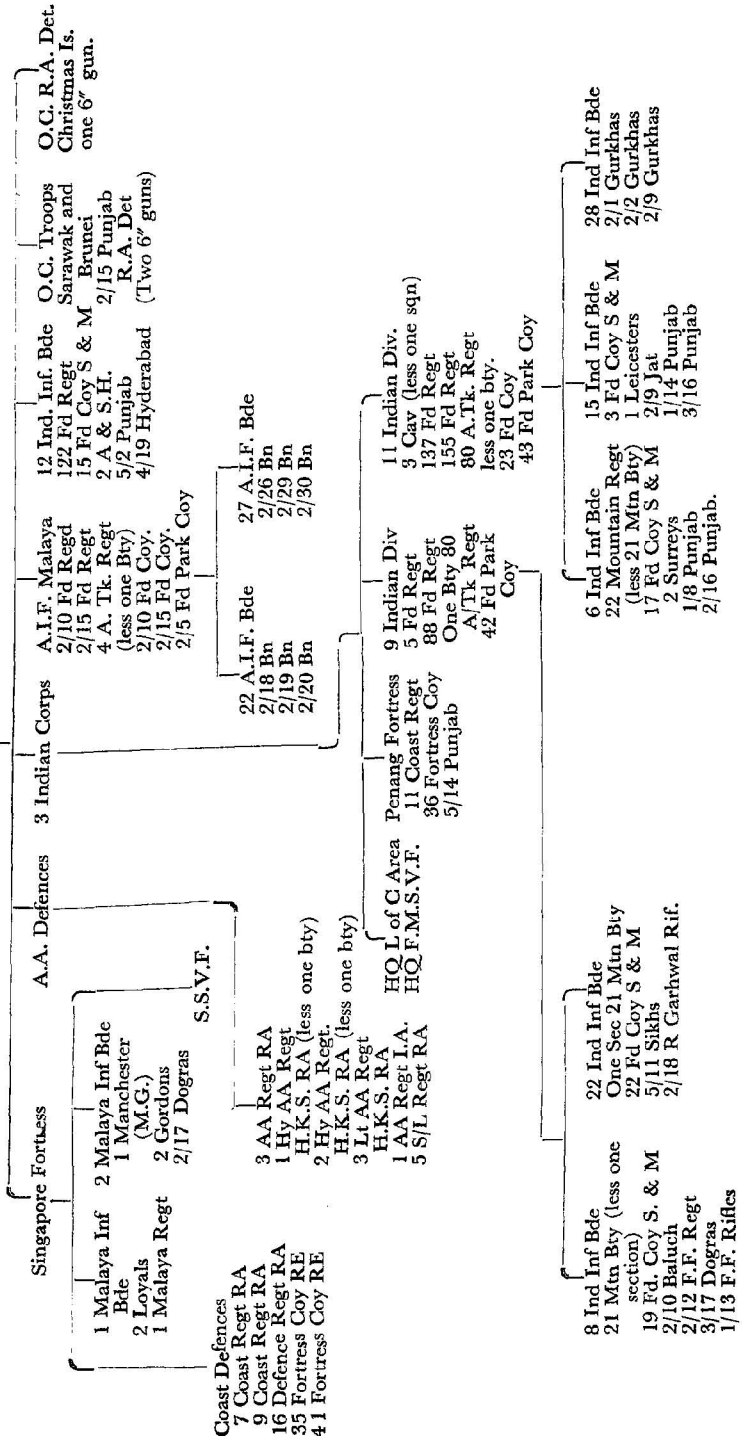 Singapore Fortress
A.A. Defences
3 Indian Corps
A.I.F. Malaya
2/10 Fd Regd
2/15 Fd Regt
4 A. Tk. Regt
(less one Bty)
2/10 Fd Coy.
2/15 Fd Coy.
2/5 Fd Park Coy
12 Ind. Inf. Bde
122 Fd Regt
15 Fd Coy S & M
2 A & S.H.
5/2 Punjab
4/19 Hyderabad
O.C. Troops
Sarawak and
Brunei
2/15 Punjab
R.A. Det
(Two 6″ guns)
O.C. R.A. Det.
Christmas Is.
one 6″ gun.
1 Malaya Inf
Bde
2 Loyals
1 Malaya Regt
2 Malaya Inf Bde
1 Manchester
(M.G.)
2 Gordons
2/17 Dogras
S.S.V.F.
22 A.I.F. Bde
2/18 Bn
2/19 Bn
2/20 Bn
27 A.I.F. Bde
2/26 Bn
2/29 Bn
2/30 Bn
Coast Defences
7 Coast Regt RA
9 Coast Regt RA
16 Defence Regt RA
35 Fortress Coy RE
41 Fortress Coy RE
3 AA Regt RA
1 Hy AA Regt
H.K.S. RA (less one bty)
2 Hy AA Regt.
H.K.S. RA (less one bty)
3 Lt AA Regt
H.K.S. RA
1 AA Regt I.A.
5 S/L Regt RA
HQ L of C Area
HQ F.M.S.V.F.
Penang Fortress
11 Coast Regt
36 Fortress Coy
5/14 Punjab
9 Indian Div
5 Fd Regt
88 Fd Regt
One Bty 80
A/Tk Regt
42 Fd Park
Coy
11 Indian Div.
3 Cav (less one sqn)
137 Fd Regt
155 Fd Regt
80 A.Tk. Regt
less one bty.
23 Fd Coy
43 Fd Park Coy
8 Ind Inf Bde
21 Mtn Bty (less one
section)
19 Fd. Coy S. & M
2/10 Baluch
2/12 F.F. Regt
3/17 Dogras
1/13 F.F. Rifles
22 Ind Inf Bde
One Sec 21 Mtn Bty
22 Fd Coy S & M
5/11 Sikhs
2/18 R Garhwal Rif.
6 Ind Inf Bde
22 Mountain Regt
(less 21 Mtn Bty)
17 Fd Coy S & M
2 Surreys
1/8 Punjab
2/16 Punjab.
15 Ind Inf Bde
3 Fd Coy S & M
1 Leicesters
2/9 Jat
1/14 Punjab
3/16 Punjab
28 Ind Inf Bde
2/1 Gurkhas
2/2 Gurkhas
2/9 Gurkhas